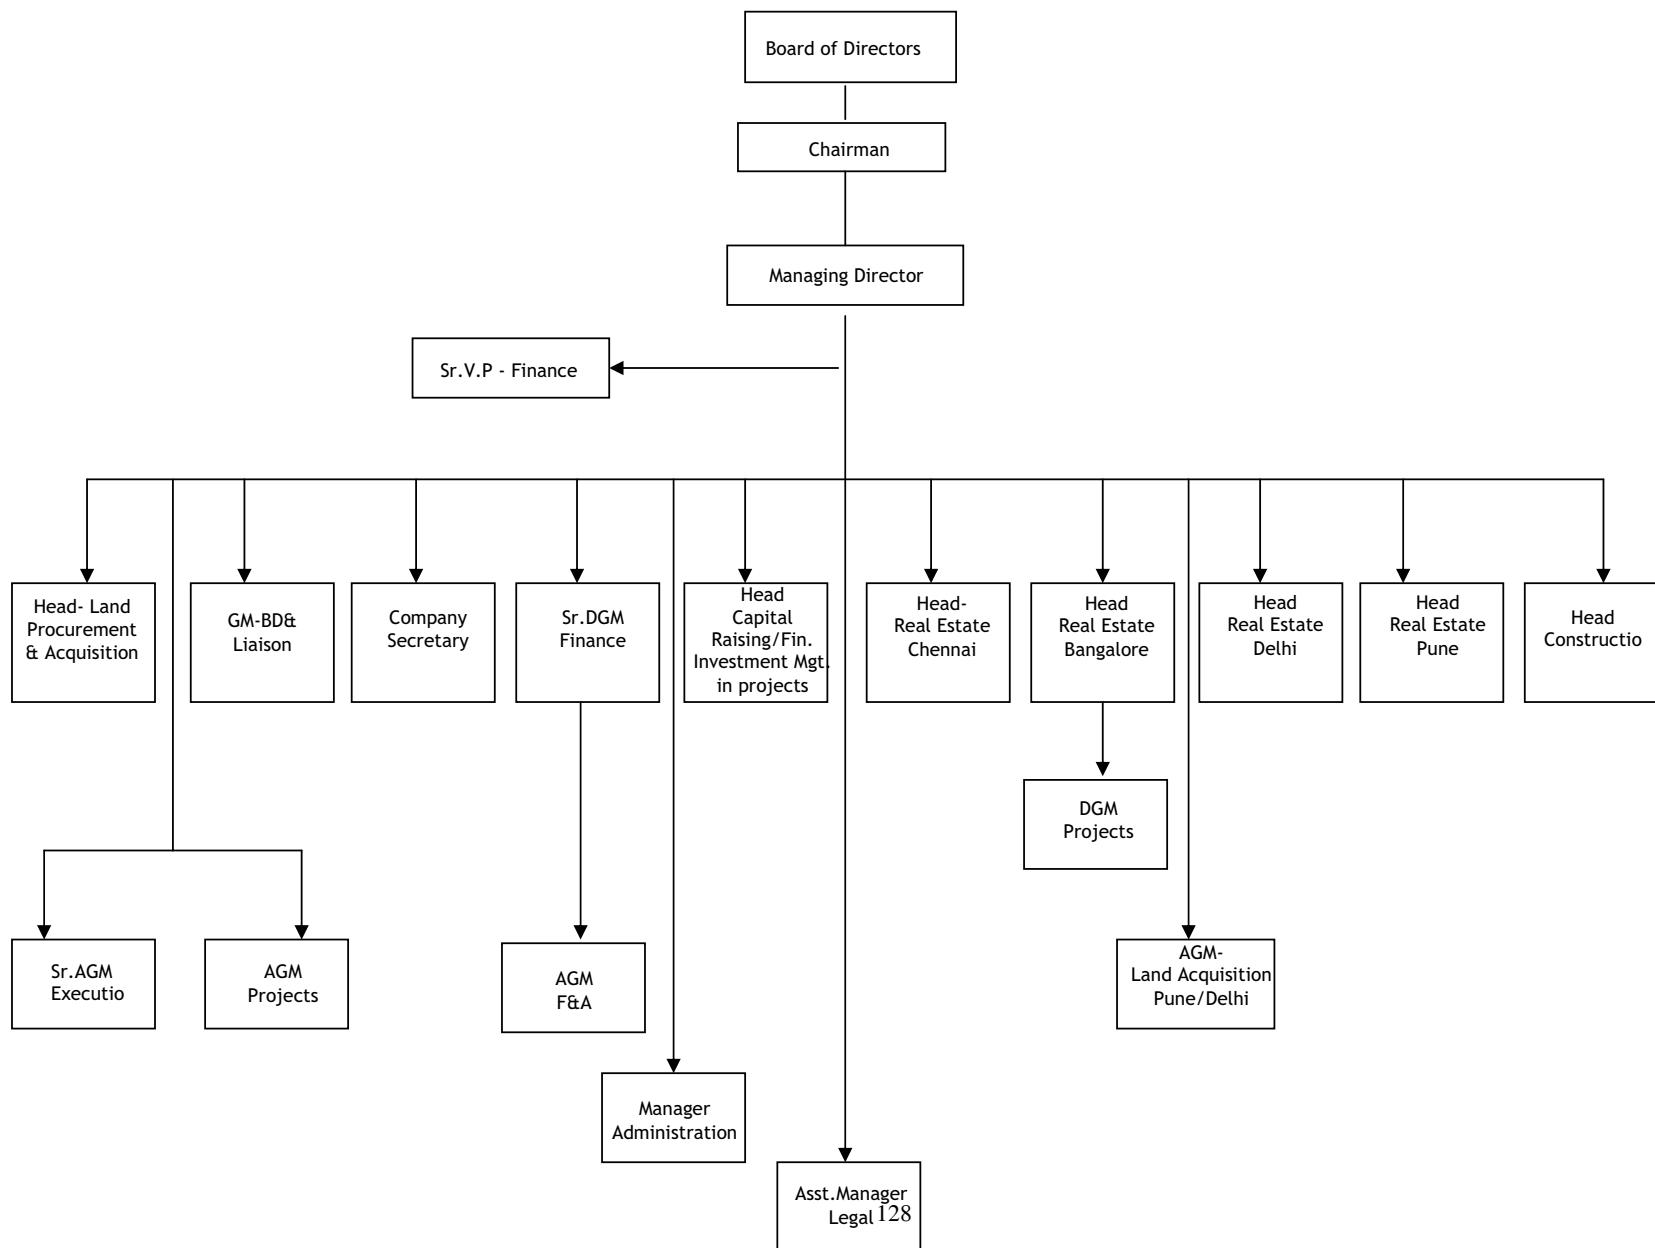 Board of Directors
Chairman
Managing Director
Sr.V.P - Finance
Head- Land
Procurement
& Acquisition
GM-BD&
Liaison
Company
Secretary
Sr.DGM
Finance
Head
Capital
Raising/Fin.
Investment Mgt.
in projects
Head-
Real Estate
Chennai
Head
Real Estate
Bangalore
Head
Real Estate
Delhi
Head
Real Estate
Pune
Head
Constructio
DGM
Projects
Sr.AGM
Executio
AGM
Projects
AGM
F&A
AGM-
Land Acquisition
Pune/Delhi
Manager
Administration
Asst.Manager
Legal
128